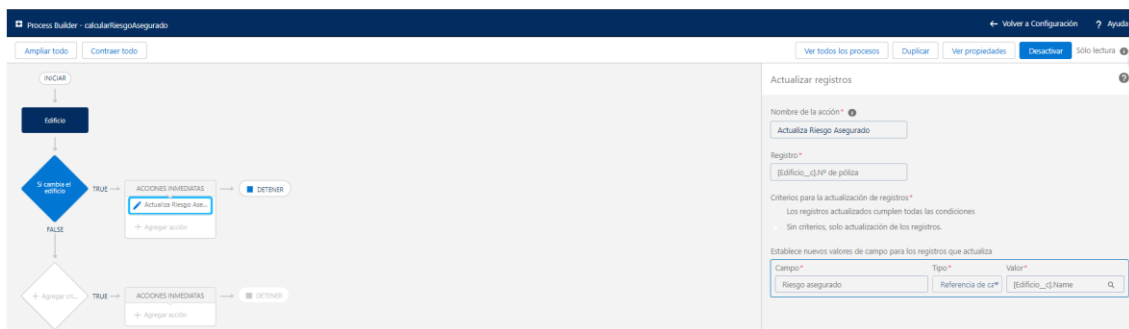 Process Builder - calcularRiesgoAsegurado
Volver a Configuración
Ayuda
Ampliar todo
Contraer todo
Ver todos los procesos
Duplicar
Ver propiedades
Desactivar
Sólo lectura
INICIAR
Edificio
Si cambia el
edificio
TRUE
ACCIONES INMEDIATAS
DETENER
Actualiza Riesgo Ase...
+ Agregar acción
FALSE
+ Agregar cri...
TRUE
ACCIONES INMEDIATAS
DETENER
+ Agregar acción
Actualizar registros
Nombre de la acción*
Actualiza Riesgo Asegurado
Registro*
[Edificio__c].Nº de póliza
Criterios para la actualización de registros*
Los registros actualizados cumplen todas las condiciones
Sin criterios, solo actualización de los registros.
Establece nuevos valores de campo para los registros que actualiza
Campo* Tipo* Valor*
Riesgo asegurado Referencia de ca [Edificio__c].Name